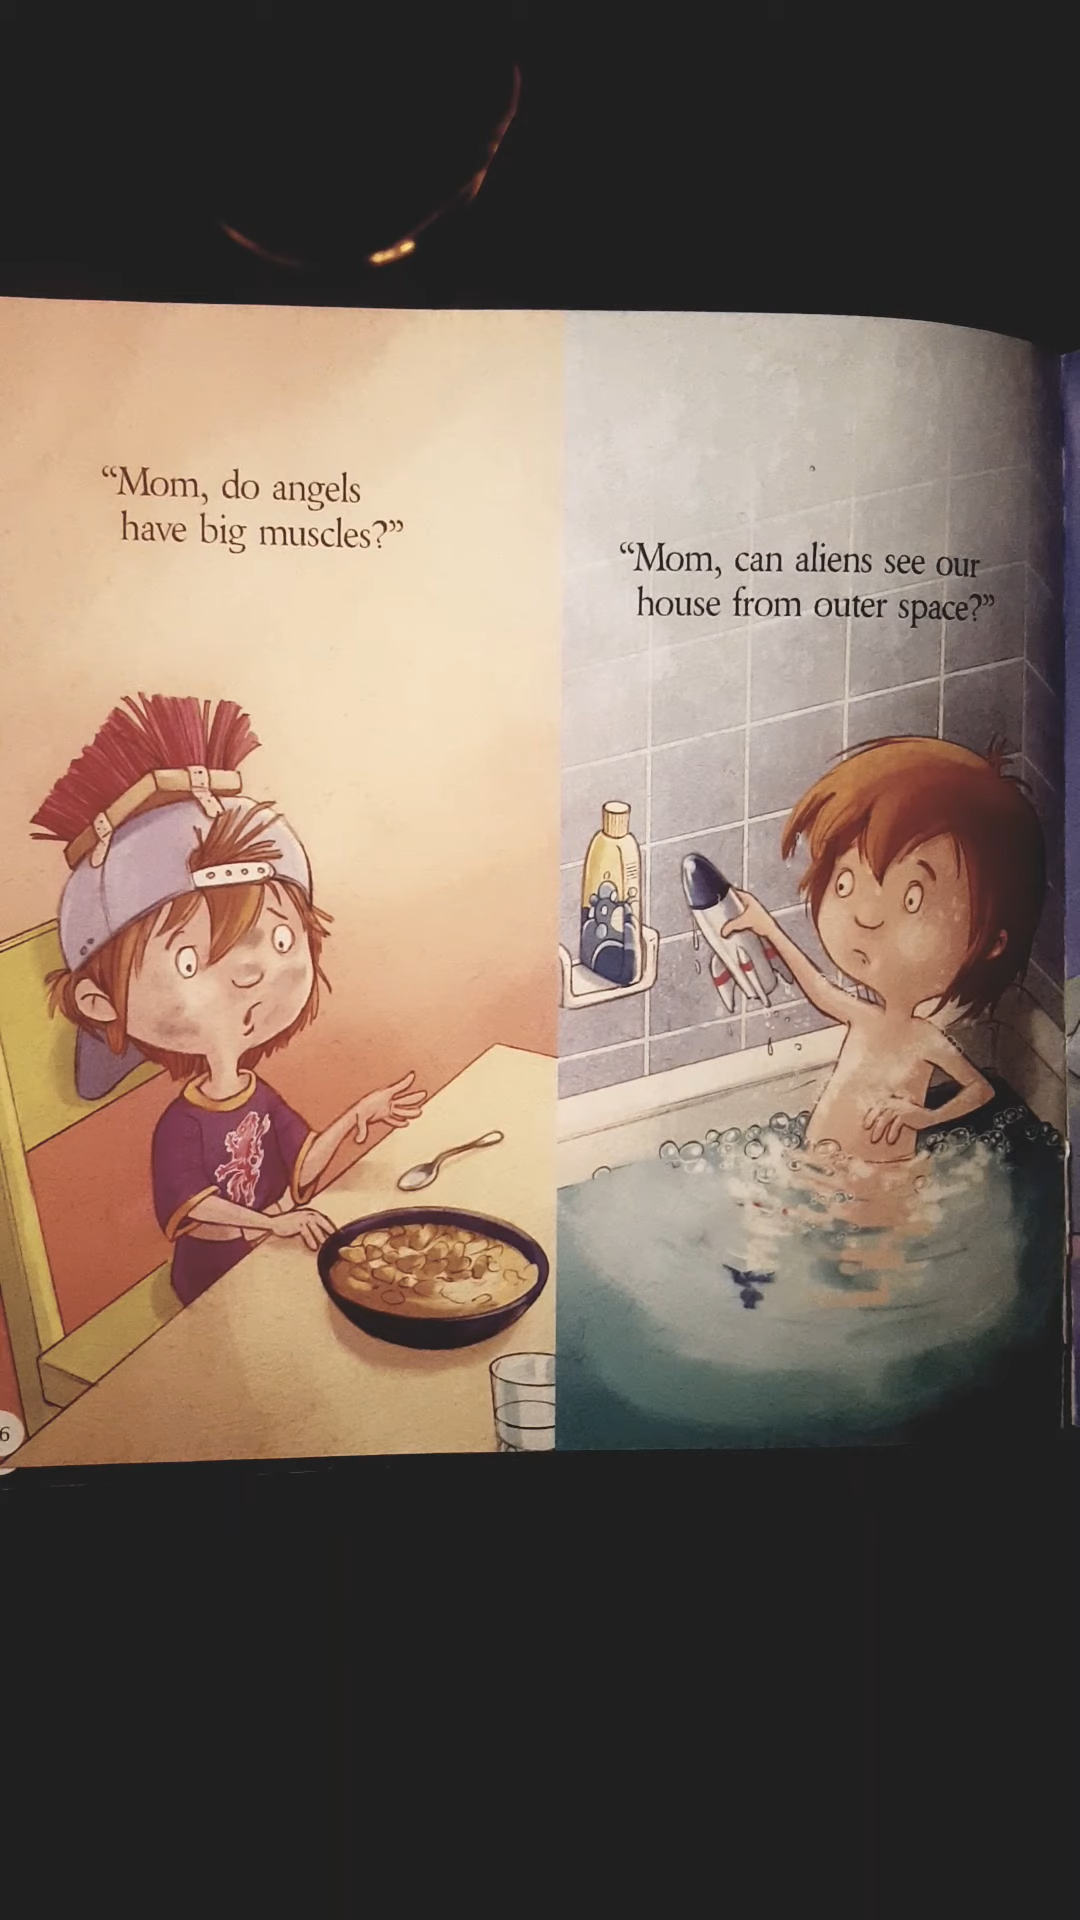 “Mom, do angels
have big muscles?”
“Mom, can aliens see our
house from outer space?”
6